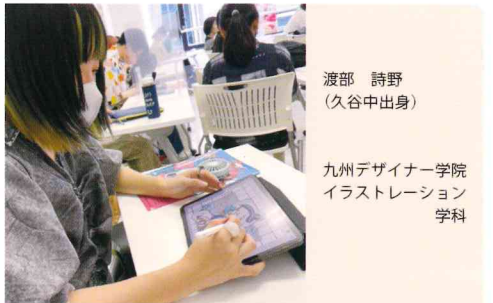 渡部　詩野
（久谷中出身）
九州デザイナー学院
イラストレーション
学科